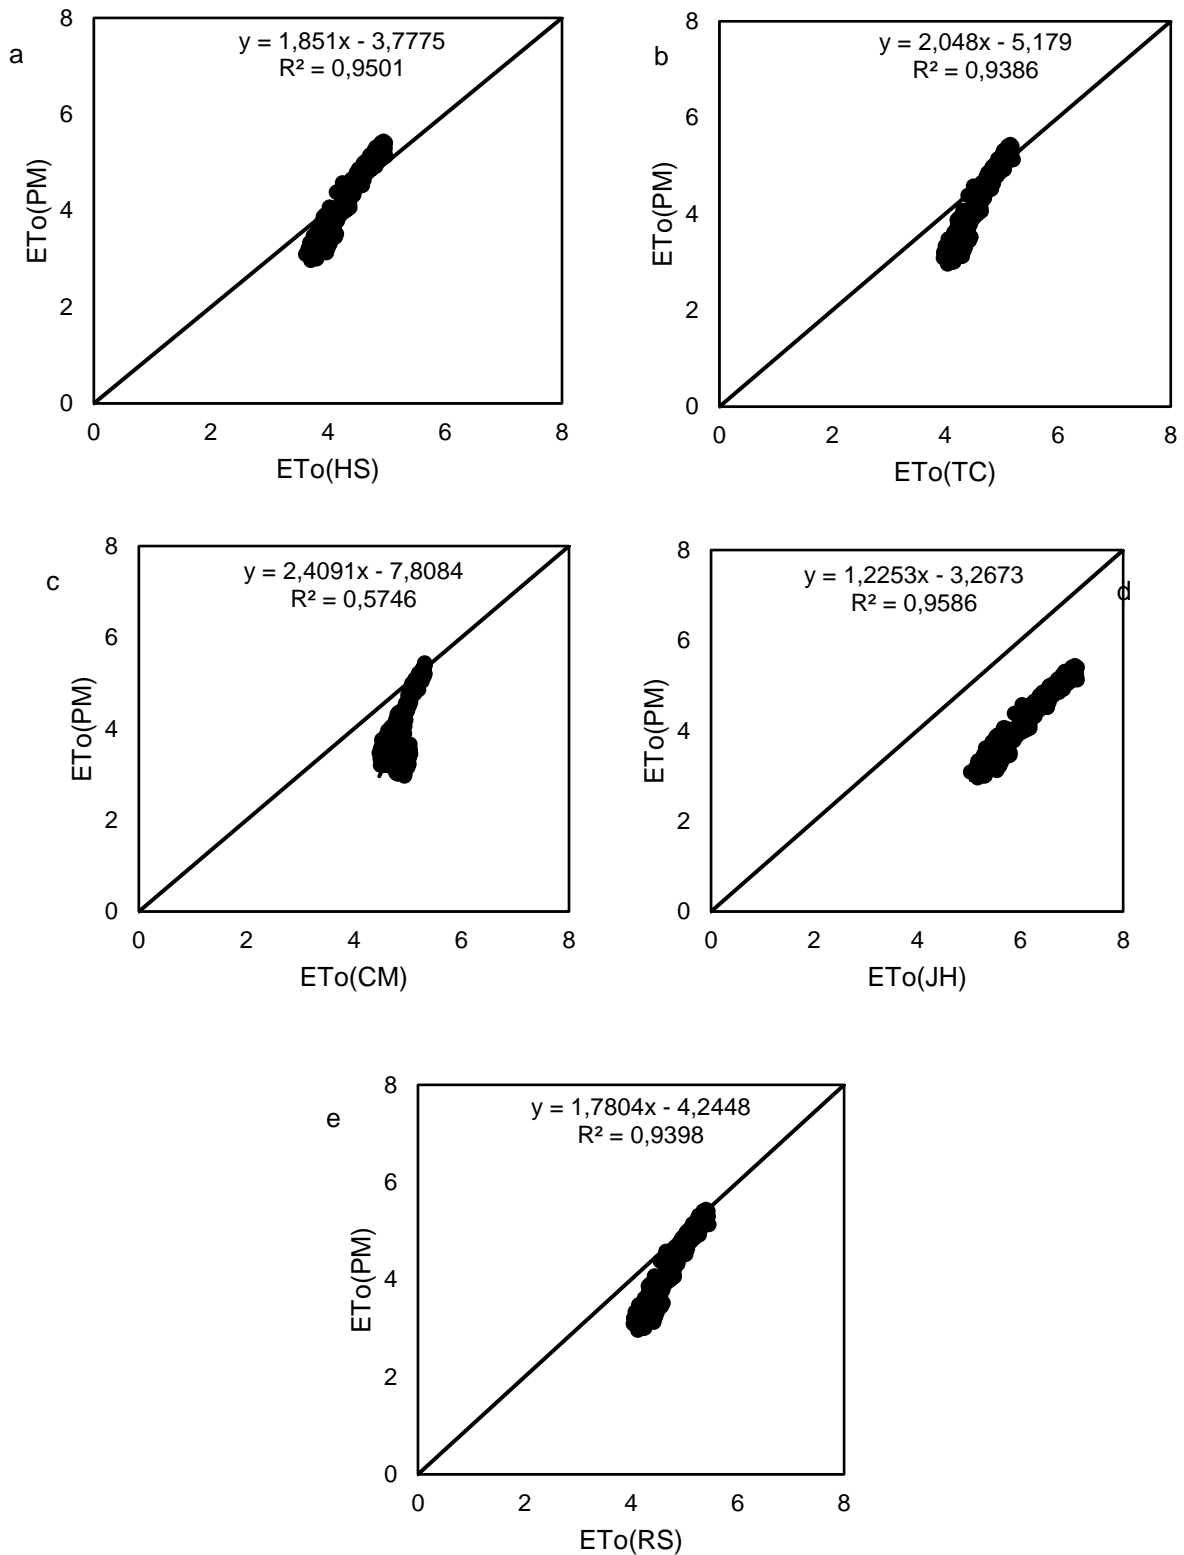 a
y = 1,851x - 3,7775
R² = 0,9501
8
6
4
2
0
ETo(PM)
0 2 4 6 8
ETo(HS)
b
y = 2,048x - 5,179
R² = 0,9386
8
6
4
2
0
ETo(PM)
0 2 4 6 8
ETo(TC)
c
y = 2,4091x - 7,8084
R² = 0,5746
8
6
4
2
0
ETo(PM)
0 2 4 6 8
ETo(CM)
d
y = 1,2253x - 3,2673
R² = 0,9586
8
6
4
2
0
ETo(PM)
0 2 4 6 8
ETo(JH)
e
y = 1,7804x - 4,2448
R² = 0,9398
8
6
4
2
0
ETo(PM)
0 2 4 6 8
ETo(RS)